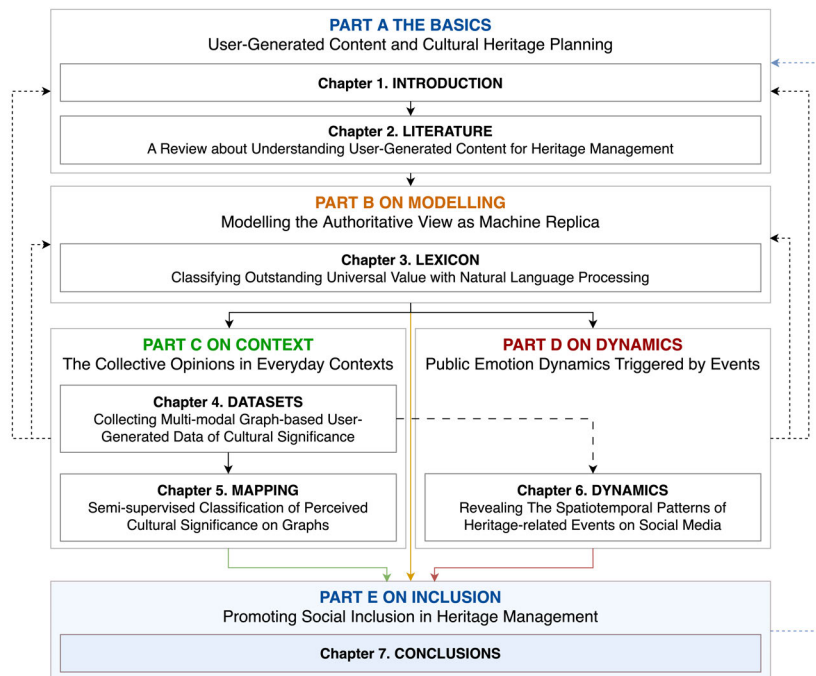 PART A THE BASICS
User-Generated Content and Cultural Heritage Planning
Chapter 1. INTRODUCTION
Chapter 2. LITERATURE
A Review about Understanding User-Generated Content for Heritage Management
PART B ON MODELLING
Modelling the Authoritative View as Machine Replica
Chapter 3. LEXICON
Classifying Outstanding Universal Value with Natural Language Processing
PART C ON CONTEXT
The Collective Opinions in Everyday Contexts
Chapter 4. DATASETS
Collecting Multi-modal Graph-based User-
Generated Data of Cultural Significance
Chapter 5. MAPPING
Semi-supervised Classification of Perceived
Cultural Significance on Graphs
PART D ON DYNAMICS
Public Emotion Dynamics Triggered by Events
Chapter 6. DYNAMICS
Revealing The Spatiotemporal Patterns of
Heritage-related Events on Social Media
PART E ON INCLUSION
Promoting Social Inclusion in Heritage Management
Chapter 7. CONCLUSIONS